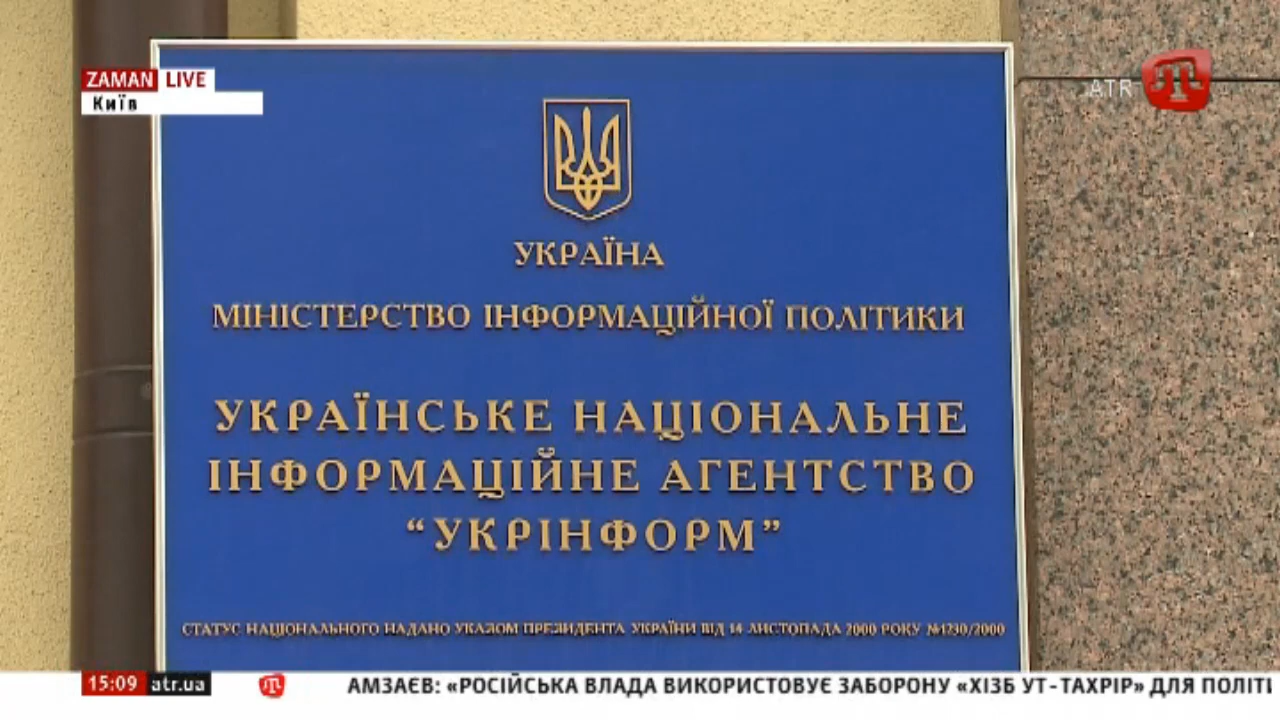 ZAMAN LIVE
Київ
ATR
УКРАЇНА
МІНІСТЕРСТВО ІНФОРМАЦІЙНОЇ ПОЛІТИКИ
УКРАЇНСЬКЕ НАЦІОНАЛЬНЕ
ІНФОРМАЦІЙНЕ АГЕНТСТВО
“УКРІНФОРМ”
СТАТУС НАЦІОНАЛЬНОГО НАДАНО УКАЗОМ ПРЕЗИДЕНТА УКРАЇНИ ВІД 14 ЛИСТОПАДА 2000 РОКУ №1230/2000
15:09 atr.ua АМЗАЄВ: «РОСІЙСЬКА ВЛАДА ВИКОРИСТОВУЄ ЗАБОРОНУ «ХІЗБ УТ-ТАХРІР» ДЛЯ ПОЛІТІ